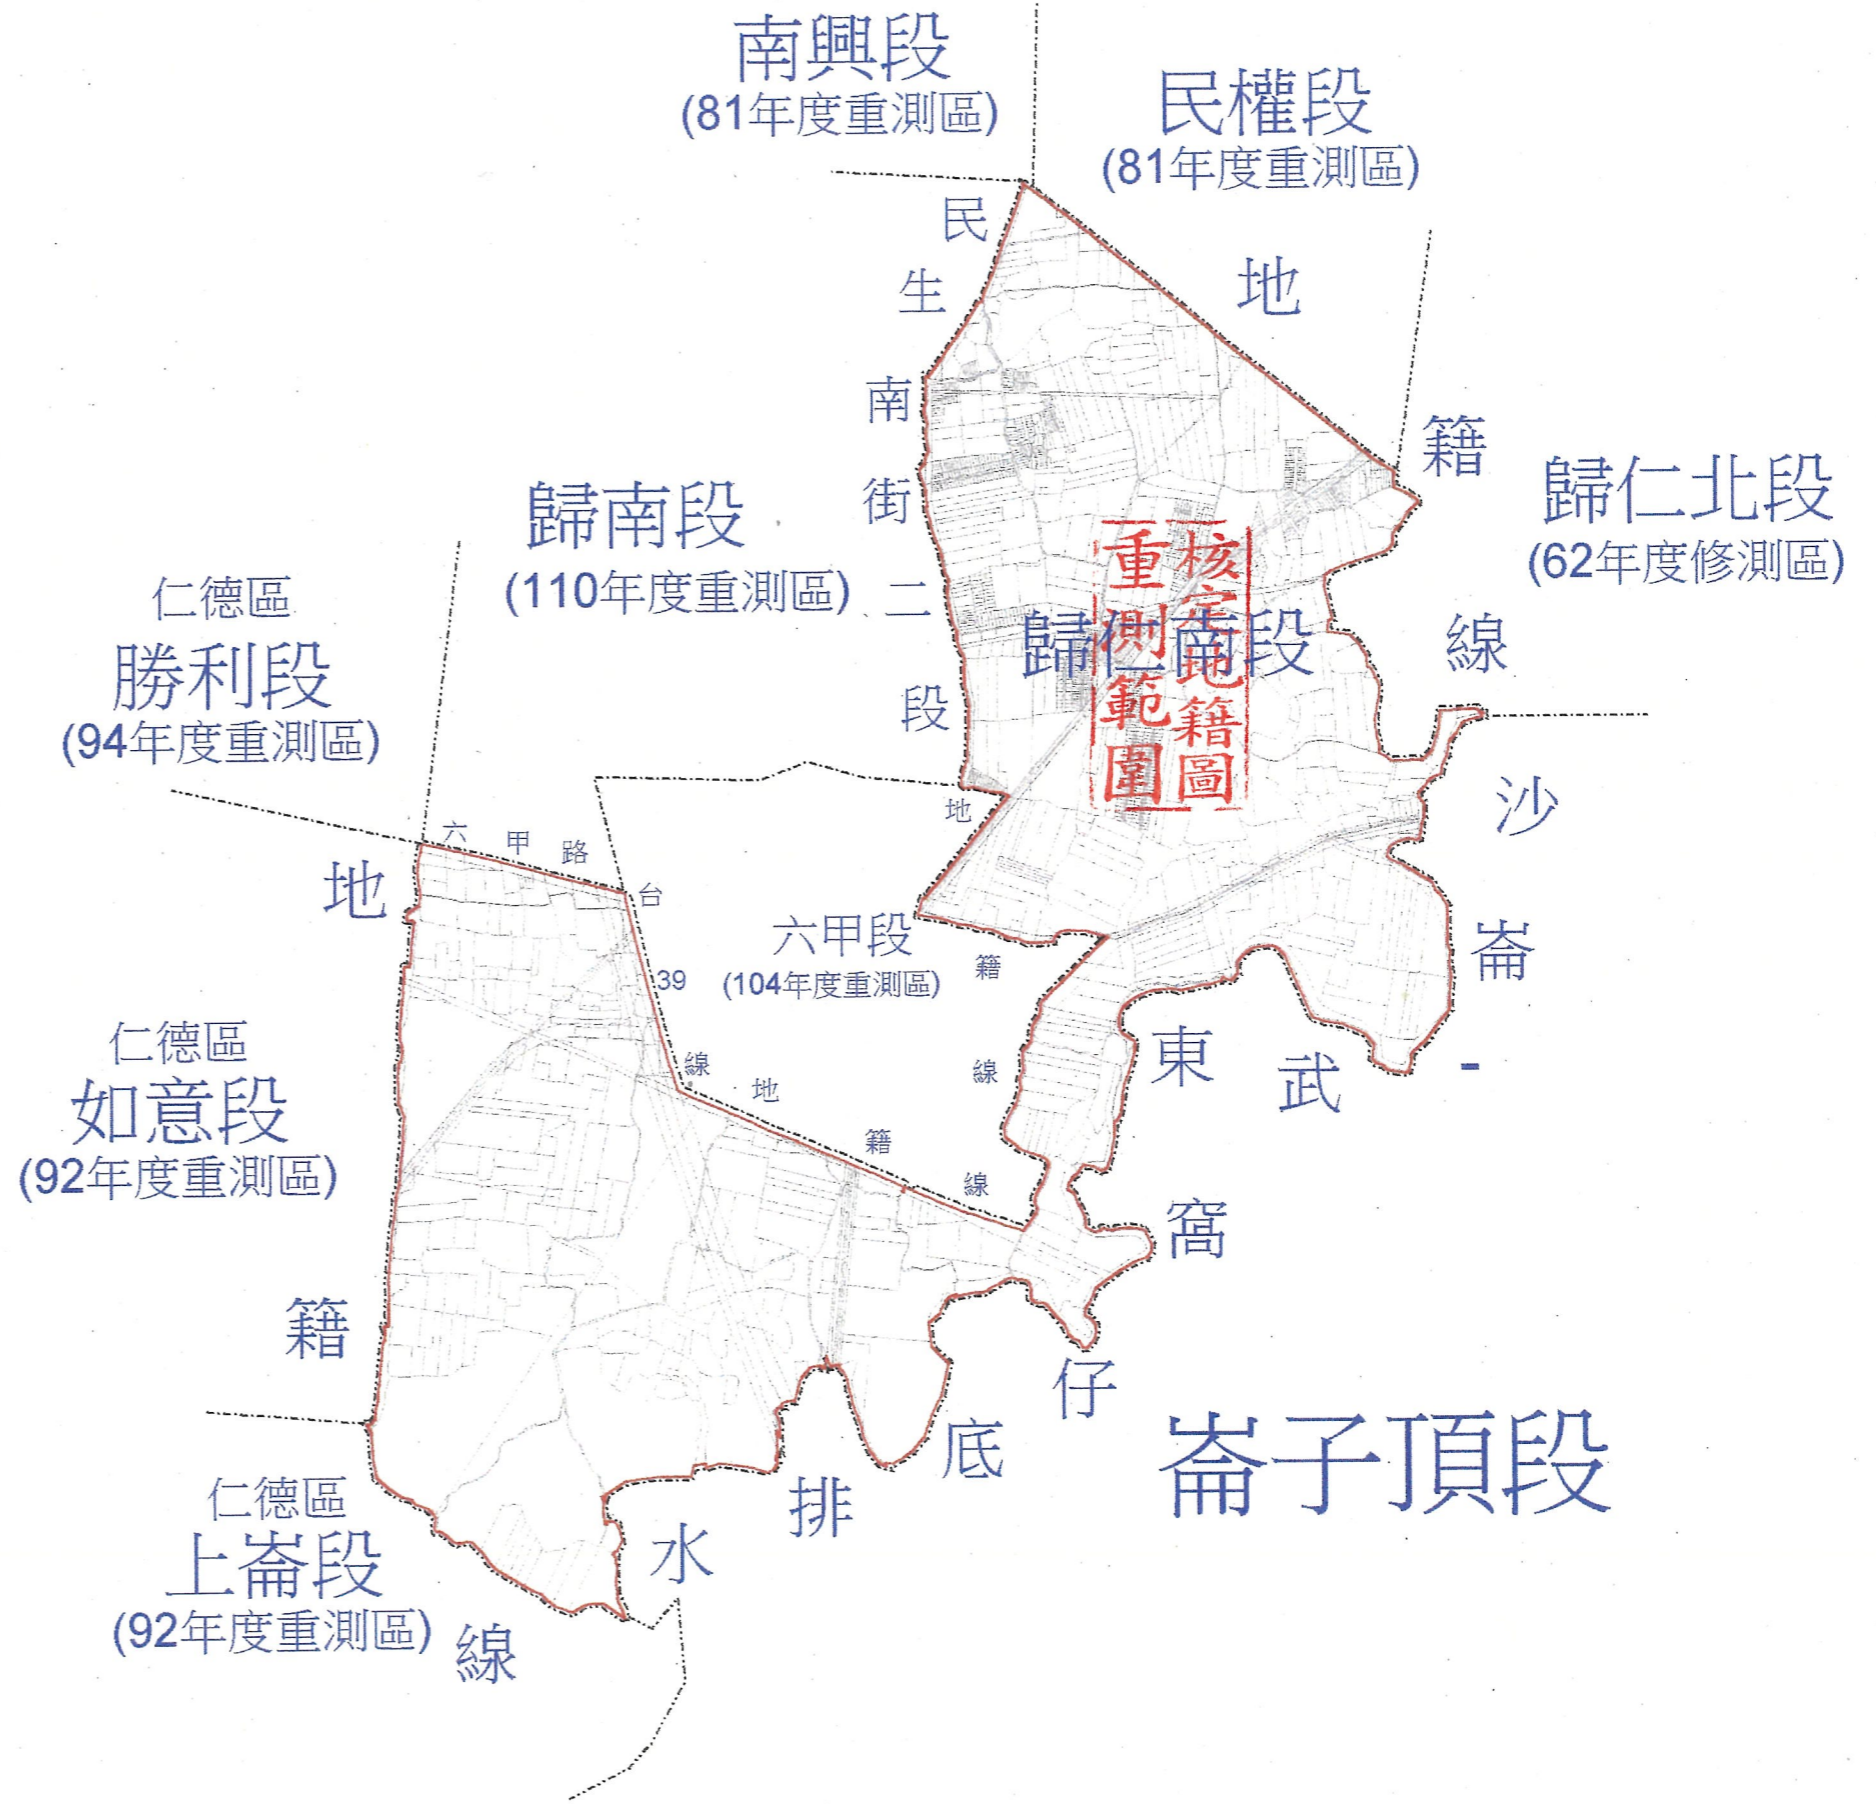 南興段
(81年度重測區)
民權段
(81年度重測區)
民生南街二段
地籍線
歸仁北段
(62年度修測區)
歸南段
(110年度重測區)
仁德區
勝利段
(94年度重測區)
歸仁南段
核定地籍圖
重測範圍
六甲路
台39線
地籍線
六甲段
(104年度重測區)
地籍線
沙崙
-
武東
窩仔底排水
地籍線
仁德區
如意段
(92年度重測區)
崙子頂段
仁德區
上崙段
(92年度重測區)